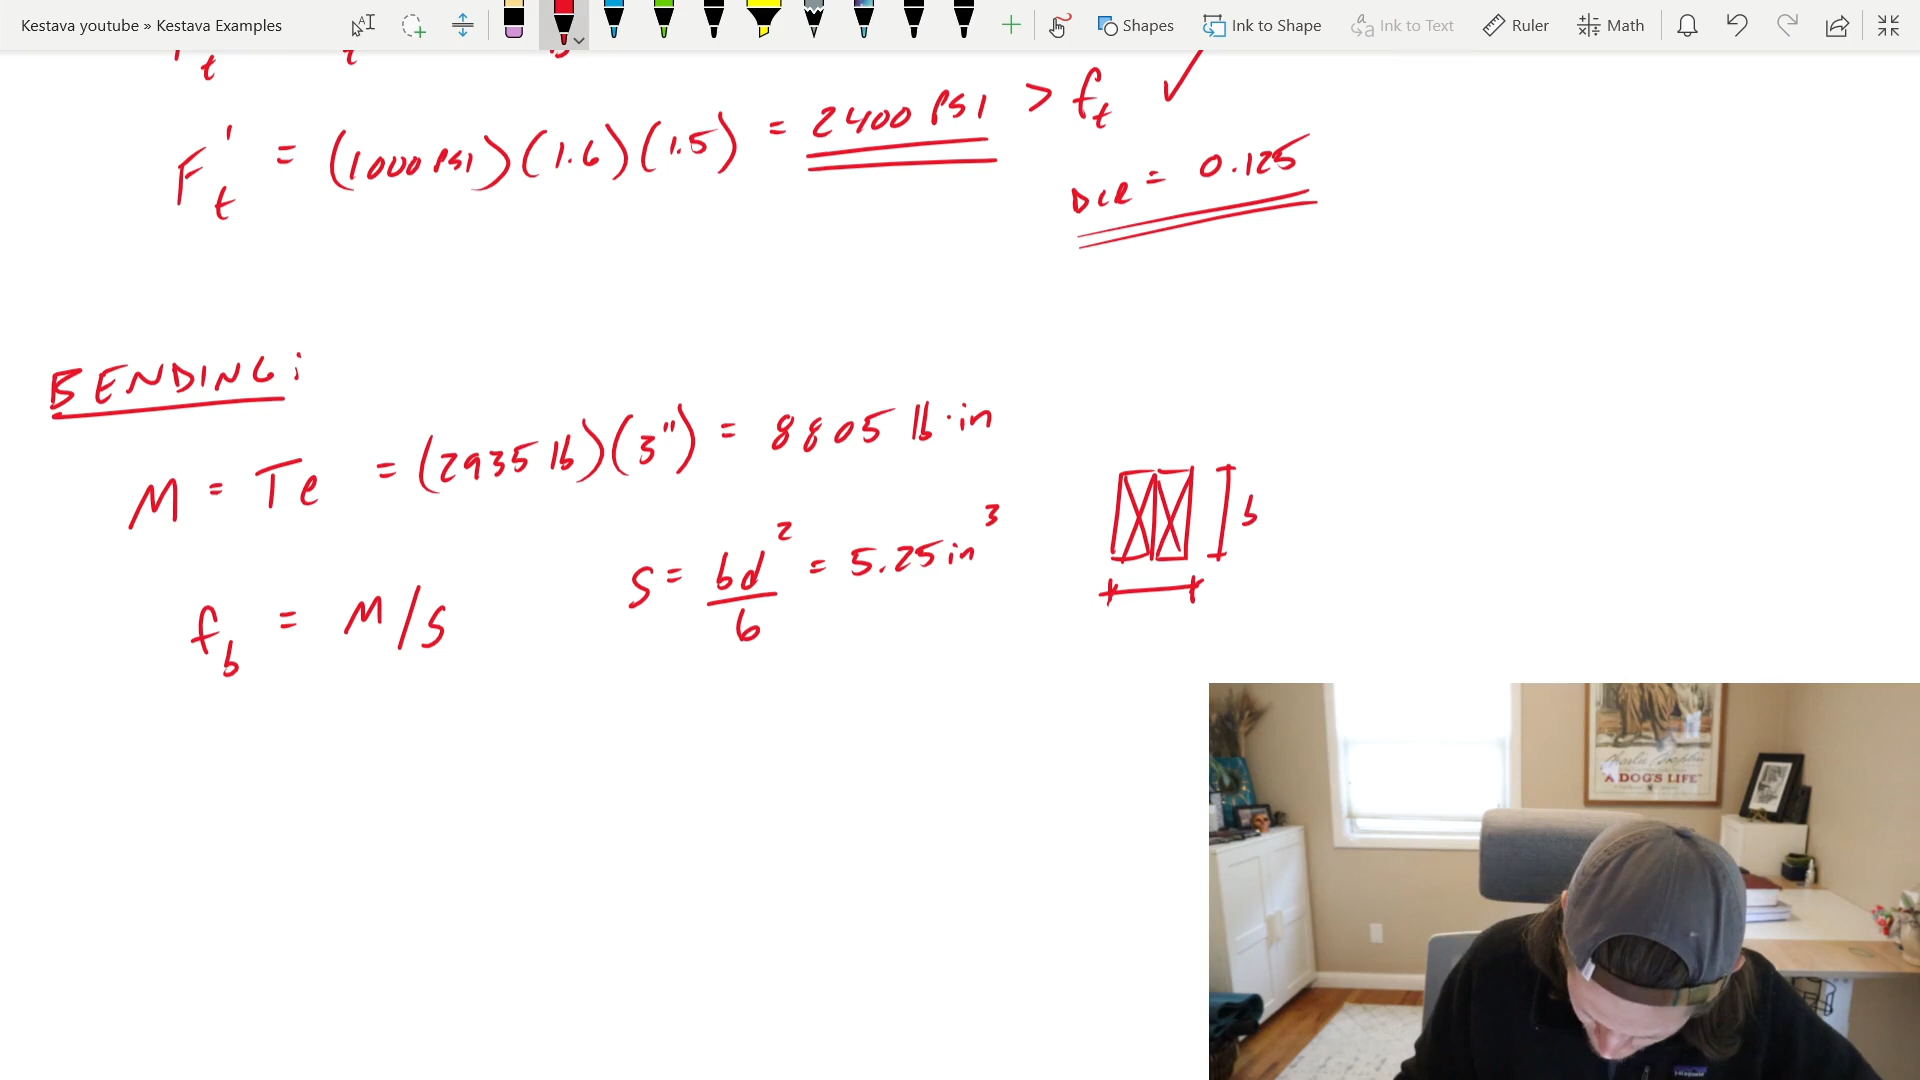 Kestava youtube » Kestava Examples
Shapes
Ink to Shape
Ink to Text
Ruler
Math
F't = (1000 PSI)(1.6)(1.5) = 2400 PSI > ft ✓
DCR = 0.125
BENDING:
M = Te = (2935 lb)(3") = 8805 lb·in
S = bd²/6 = 5.25 in³
b
fb = M/S
"A DOG'S LIFE"